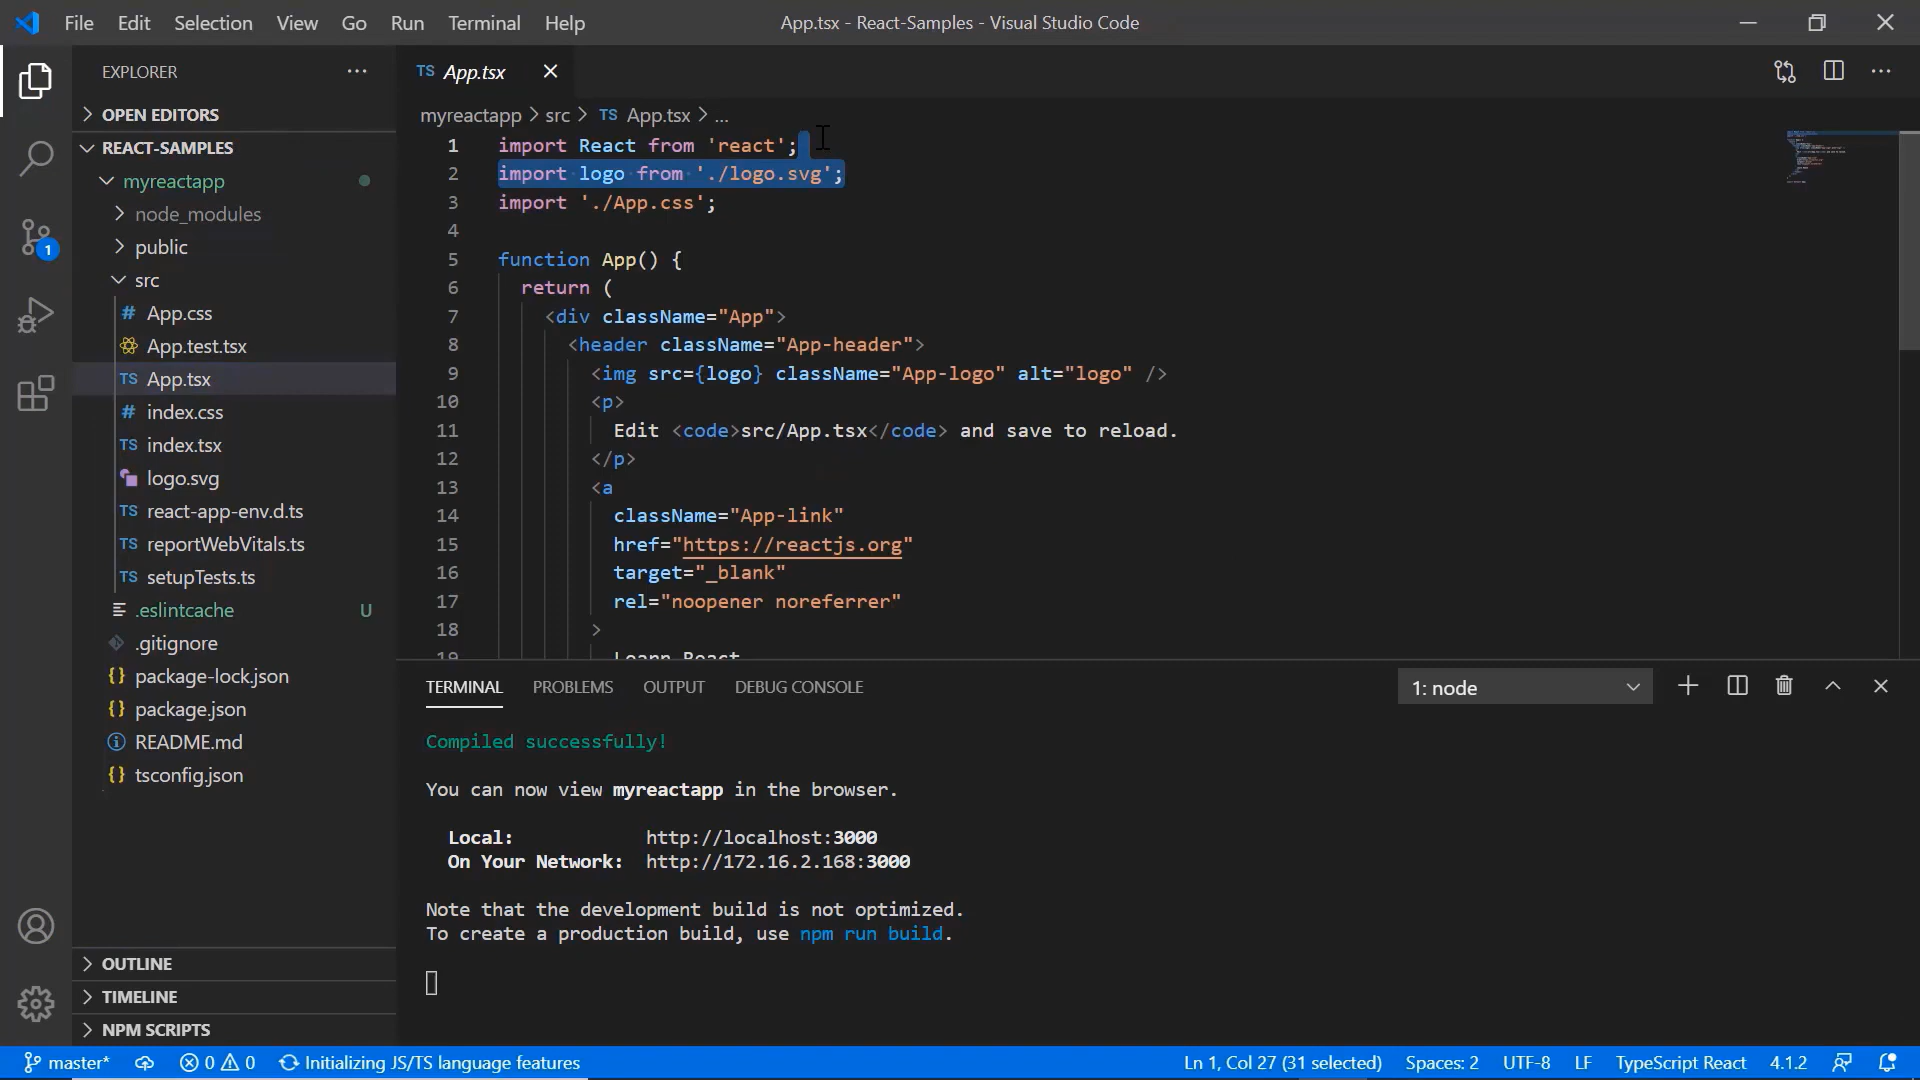 File Edit Selection View Go Run Terminal Help
App.tsx - React-Samples - Visual Studio Code
EXPLORER
OPEN EDITORS
REACT-SAMPLES
myreactapp
node_modules
public
src
# App.css
App.test.tsx
TS App.tsx
# index.css
TS index.tsx
logo.svg
TS react-app-env.d.ts
TS reportWebVitals.ts
TS setupTests.ts
.eslintcache U
.gitignore
{} package-lock.json
{} package.json
README.md
{} tsconfig.json
OUTLINE
TIMELINE
NPM SCRIPTS
1
TS App.tsx
myreactapp > src > TS App.tsx > ...
1 import React from 'react';
2 import logo from './logo.svg';
3 import './App.css';
4
5 function App() {
6 return (
7 <div className="App">
8 <header className="App-header">
9 <img src={logo} className="App-logo" alt="logo" />
10 <p>
11 Edit <code>src/App.tsx</code> and save to reload.
12 </p>
13 <a
14 className="App-link"
15 href="https://reactjs.org"
16 target="_blank"
17 rel="noopener noreferrer"
18 >
19 Learn React
TERMINAL PROBLEMS OUTPUT DEBUG CONSOLE
1: node
Compiled successfully!
You can now view myreactapp in the browser.
Local: http://localhost:3000
On Your Network: http://172.16.2.168:3000
Note that the development build is not optimized.
To create a production build, use npm run build.
master* 0 0 Initializing JS/TS language features
Ln 1, Col 27 (31 selected) Spaces: 2 UTF-8 LF TypeScript React 4.1.2